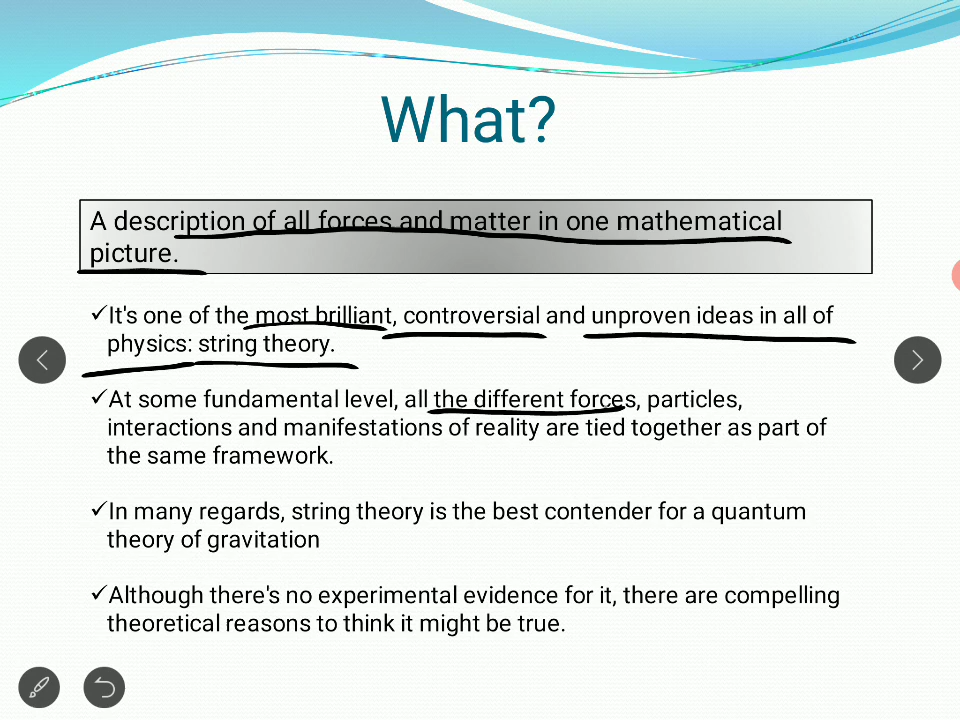 What?
A description of all forces and matter in one mathematical
picture.
✓It's one of the most brilliant, controversial and unproven ideas in all of
physics: string theory.
✓At some fundamental level, all the different forces, particles,
interactions and manifestations of reality are tied together as part of
the same framework.
✓In many regards, string theory is the best contender for a quantum
theory of gravitation
✓Although there's no experimental evidence for it, there are compelling
theoretical reasons to think it might be true.